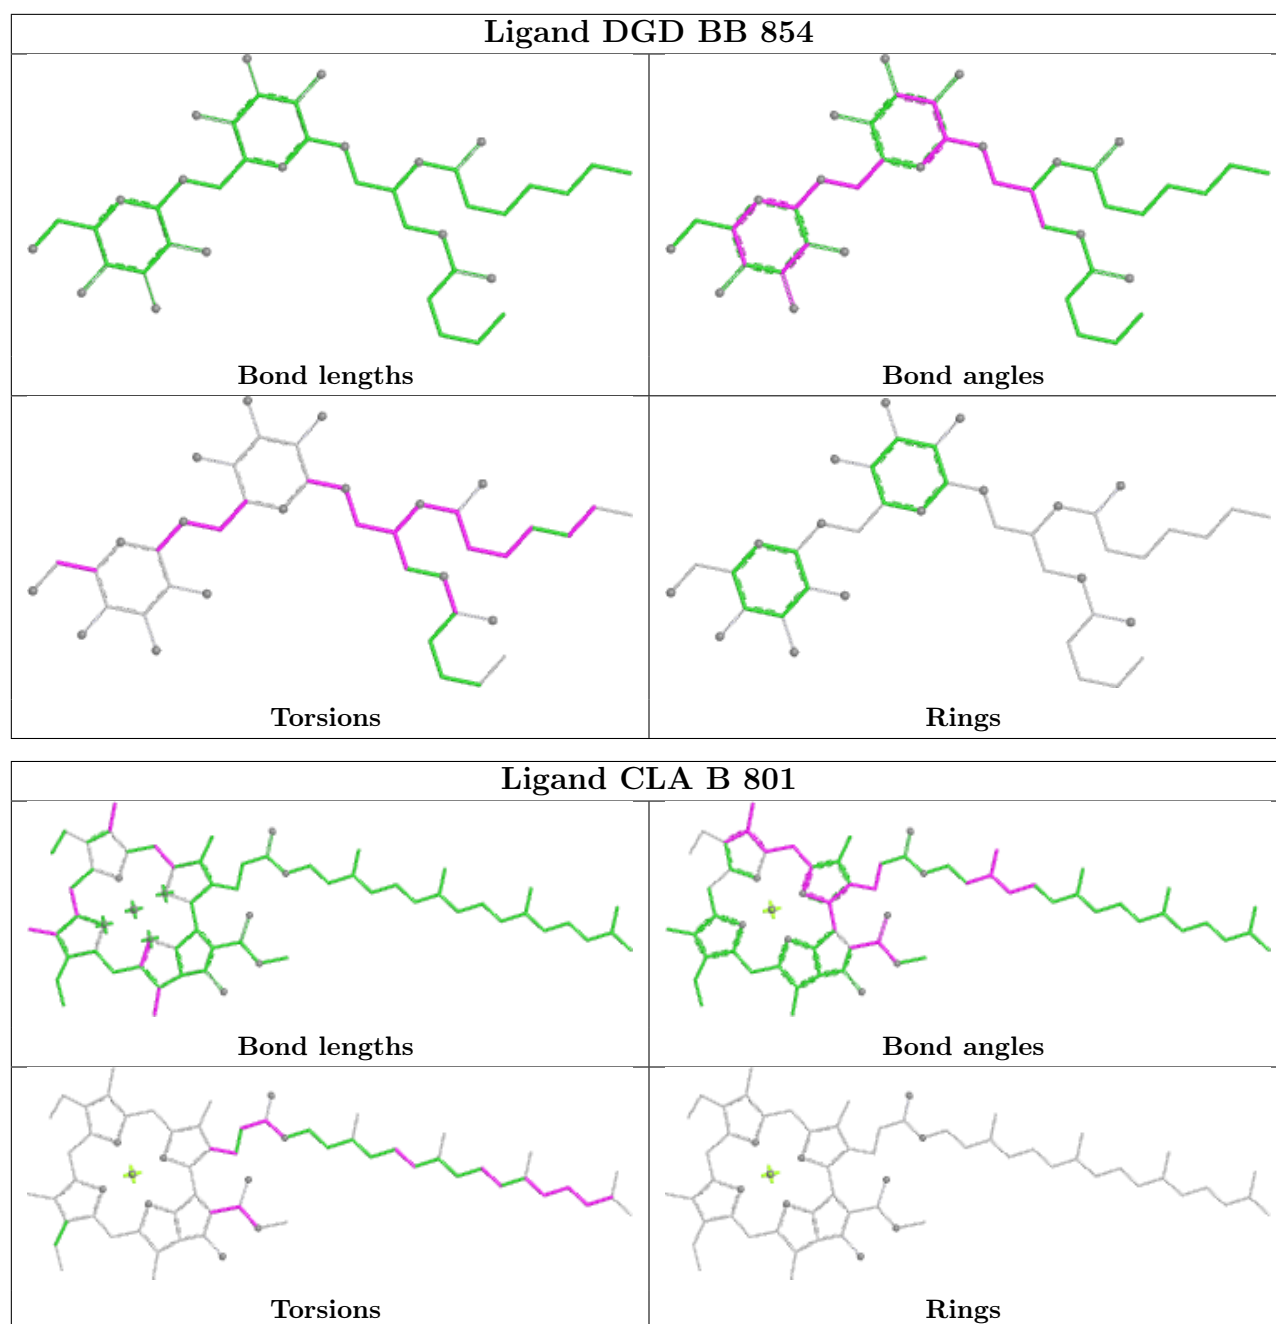 Ligand DGD BB 854
Bond lengths
Bond angles
Torsions
Rings
Ligand CLA B 801
Bond lengths
Bond angles
Torsions
Rings